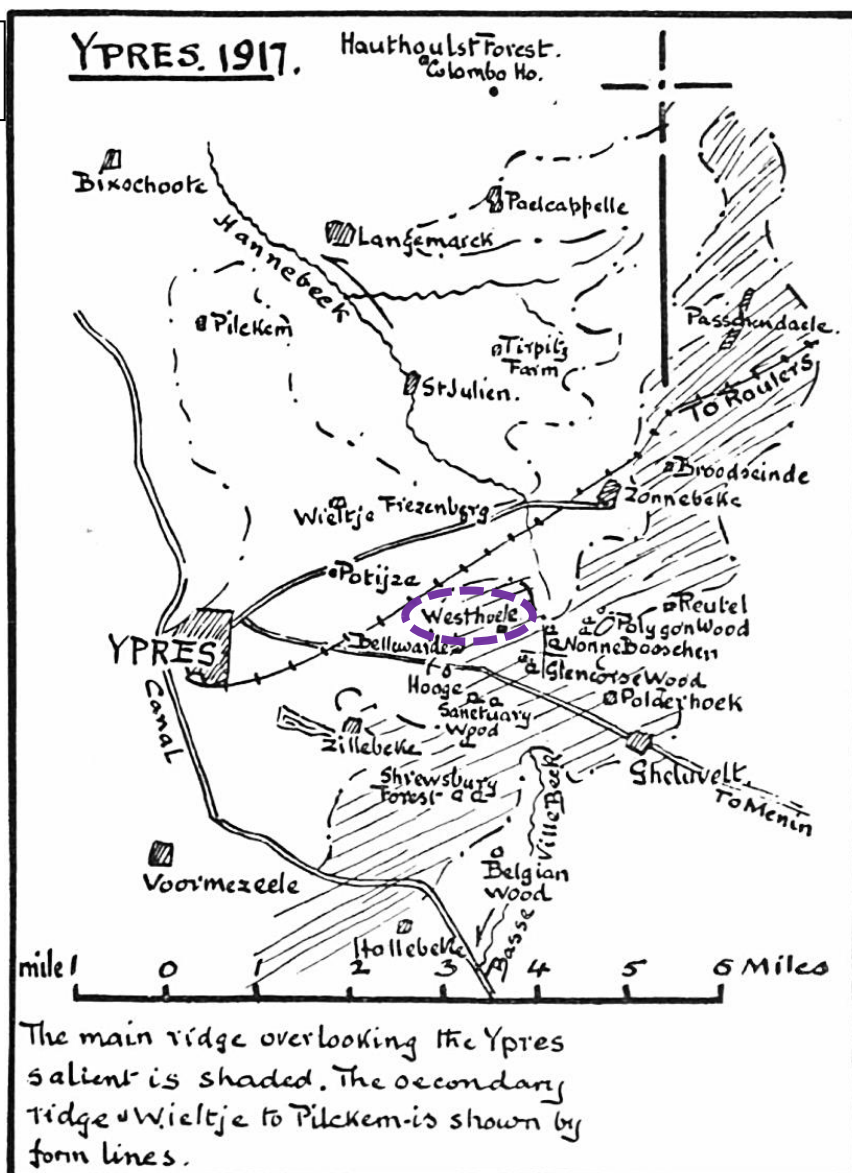 YPRES. 1917.
Hauthoulst Forest.
Colombo Ho.
Bixschoote
Poelcappelle
Langemarck
Hannebeek
Pilckem
Passchendaele.
Tirpitz
Farm
St Julien.
To Roulers
Broodseinde
Zonnebeke
Wieltje
Frezenberg
Potijze
Westhoek
Reutel
Polygon Wood
YPRES
Bellewarde
Nonne Bosschen
Glencorse Wood
Hooge
Polderhoek
Sanctuary
Wood
Canal
Zillebeke
Gheluvelt.
To Menin
Shrewsbury
Forest
Basse Ville Beek
Belgian
Wood
Voormezeele
Hollebeke
mile 1 0 1 2 3 4 5 6 Miles
The main ridge overlooking the Ypres
salient is shaded. The secondary
ridge - Wieltje to Pilckem - is shown by
form lines.